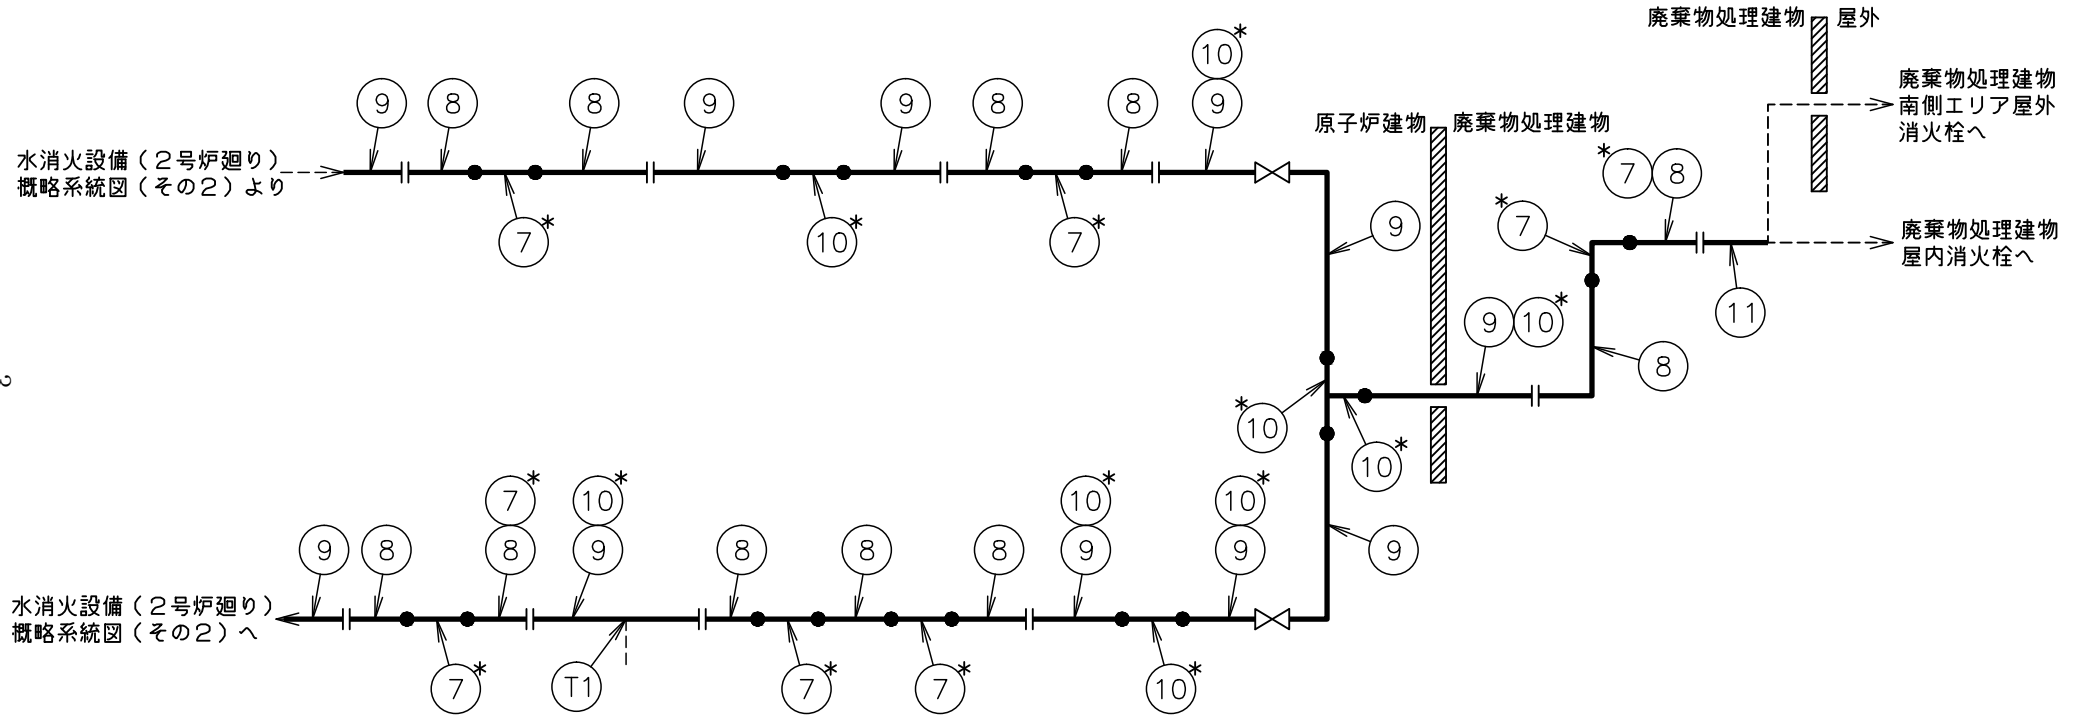 廃棄物処理建物 屋外
10*
9 8 8 9 9 8 8 9
廃棄物処理建物
南側エリア屋外
消火栓へ
原子炉建物 廃棄物処理建物
水消火設備(2号炉廻り)
概略系統図(その2)より
*7 8
7* 10* 7* 9 *7
廃棄物処理建物
屋内消火栓へ
9 10* 11
8
*10
10*
7* 10* 10* 10*
9 8 8 9 8 8 8 9 9 9
水消火設備(2号炉廻り)
概略系統図(その2)へ
7* T1 7* 7* 10*